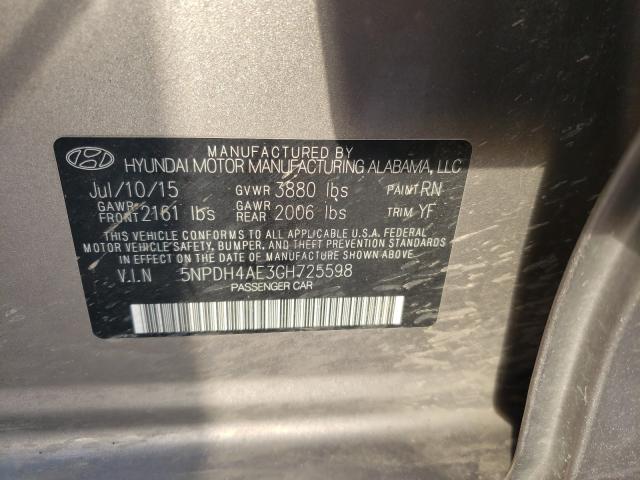 MANUFACTURED BY
HYUNDAI MOTOR MANUFACTURING ALABAMA, LLC
Jul/10/15 GVWR 3880 lbs PAINT RN
GAWR FRONT 2161 lbs GAWR REAR 2006 lbs TRIM YF
THIS VEHICLE CONFORMS TO ALL APPLICABLE U.S.A. FEDERAL
MOTOR VEHICLE SAFETY, BUMPER, AND THEFT PREVENTION STANDARDS
IN EFFECT ON THE DATE OF MANUFACTURE SHOWN ABOVE.
V.I.N 5NPDH4AE3GH725598
PASSENGER CAR